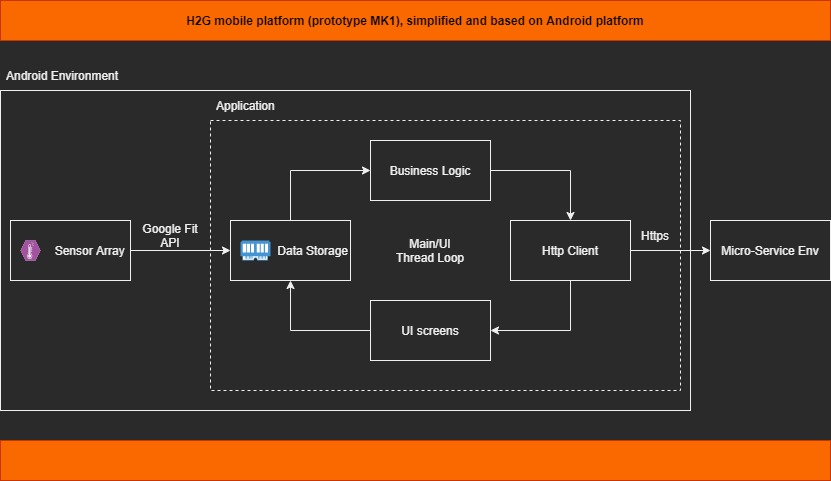 H2G mobile platform (prototype MK1), simplified and based on Android platform
Android Environment
Application
Business Logic
Google Fit
API
Sensor Array
Data Storage
Main/UI
Thread Loop
Http Client
Https
Micro-Service Env
UI screens